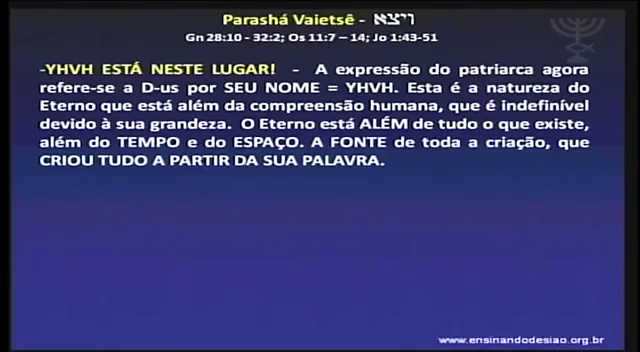 Parashá Vaietsê - ויצא
Gn 28:10 - 32:2; Os 11:7 – 14; Jo 1:43-51
-YHVH ESTÁ NESTE LUGAR! - A expressão do patriarca agora
refere-se a D-us por SEU NOME = YHVH. Esta é a natureza do
Eterno que está além da compreensão humana, que é indefinível
devido à sua grandeza. O Eterno está ALÉM de tudo o que existe,
além do TEMPO e do ESPAÇO. A FONTE de toda a criação, que
CRIOU TUDO A PARTIR DA SUA PALAVRA.
www.ensinandodesiao.org.br